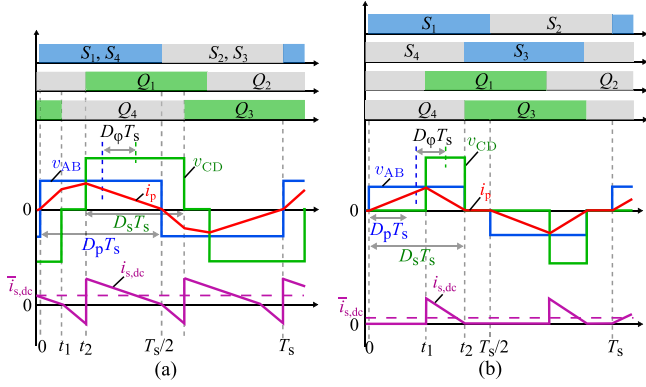 S1, S4
S2, S3
Q1
Q2
Q4
Q3
DφTs
vAB
vCD
ip
0
DsTs
DpTs
is,dc
i̅s,dc
0
0
t1
t2
Ts/2
Ts
(a)
S1
S2
S4
S3
Q1
Q2
Q4
Q3
DφTs
vAB
vCD
ip
0
DpTs
DsTs
is,dc
i̅s,dc
0
0
t1
t2
Ts/2
Ts
(b)